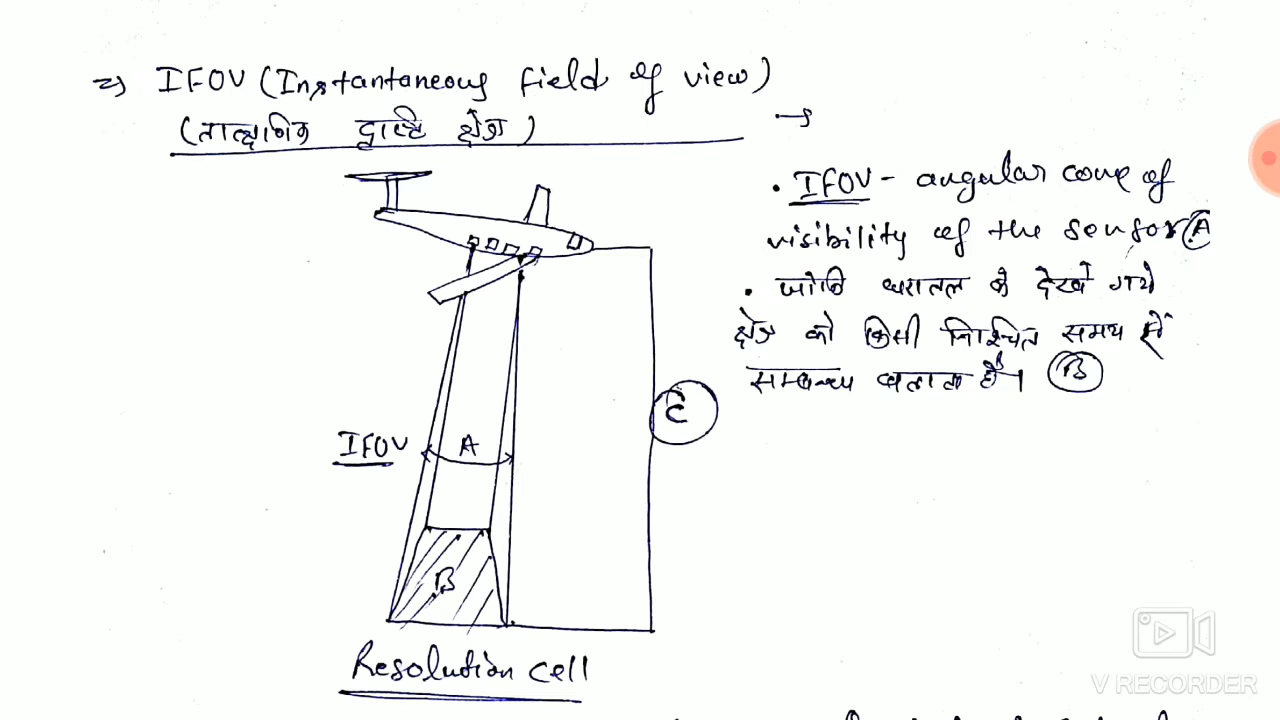 => IFOV (Instantaneous field of view)
(तात्क्षणिक दृष्टि क्षेत्र) →
• IFOV - angular cone of
visibility of the sensor (A)
• जोकि धरातल के देखे गये
क्षेत्र को किसी निश्चित समय में
सम्बन्ध बताता है। (B)
C
IFOV A
B
Resolution cell
V RECORDER